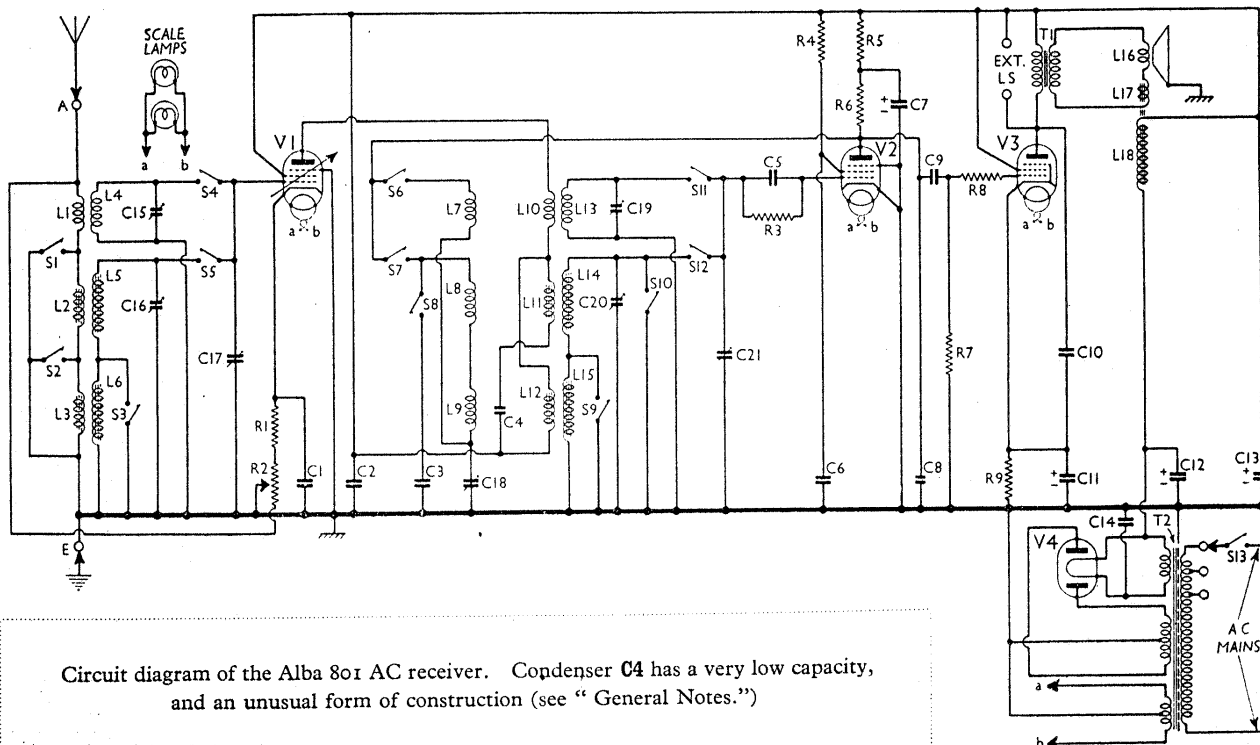 SCALE
LAMPS
A
a b
V1
a b
L1
L4
C15
S4
S1
L2
L5
C16
S5
C17
S2
L3
L6
S3
R1
R2
C1
E
S6
S7
L7
S8
L8
L9
C2
C3
C18
C4
L10
L11
L12
L13
C19
S11
L14
C20
S10
S12
L15
S9
C21
C5
R3
R4
R5
R6
C7
V2
a b
C6
C9
C8
R8
R7
EXT.
LS
T1
V3
a b
L16
L17
L18
C10
R9
C11
C12
C13
C14
T2
V4
S13
A C
MAINS
a
b
Circuit diagram of the Alba 801 AC receiver. Condenser C4 has a very low capacity,
and an unusual form of construction (see “ General Notes.”)